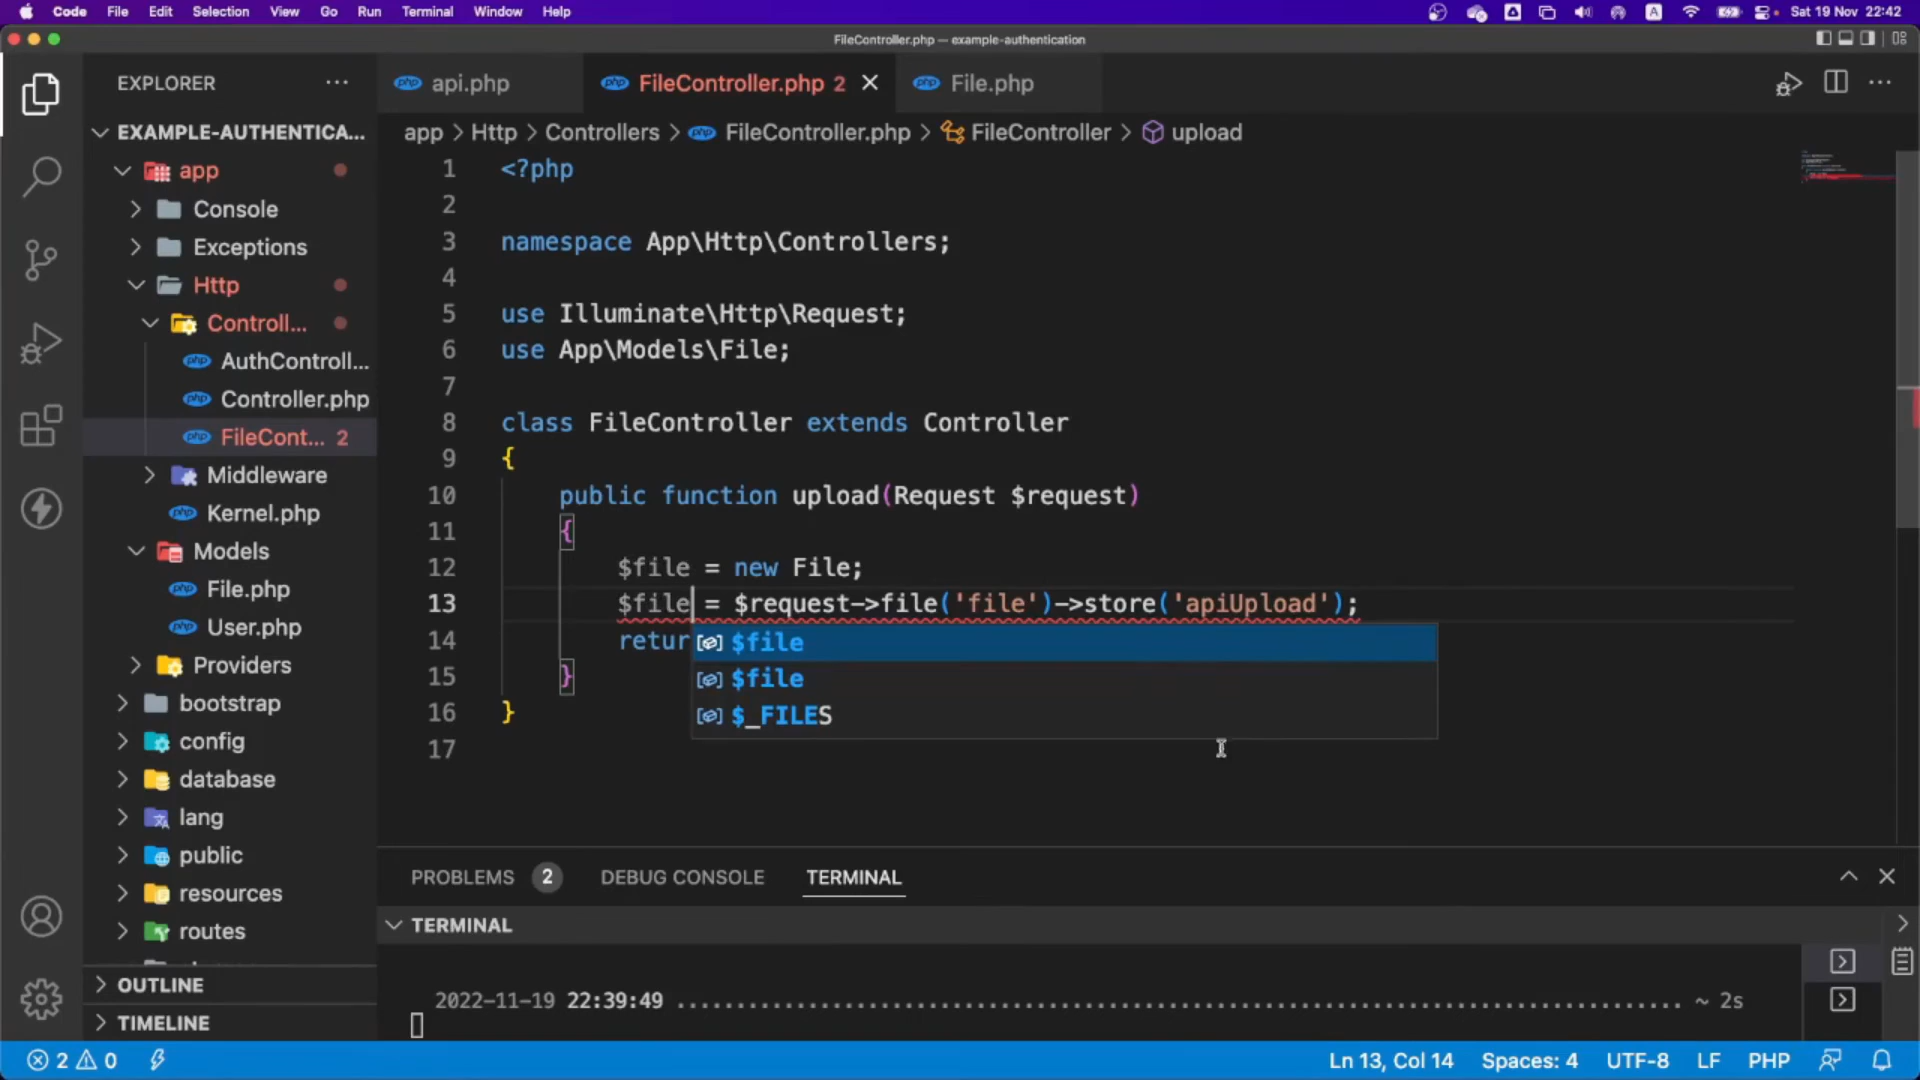 Code File Edit Selection View Go Run Terminal Window Help
A
Sat 19 Nov 22:42
FileController.php — example-authentication
EXPLORER
EXAMPLE-AUTHENTICA...
app
Console
Exceptions
Http
Controll...
AuthControll...
Controller.php
FileCont... 2
Middleware
Kernel.php
Models
File.php
User.php
Providers
bootstrap
config
database
lang
public
resources
routes
OUTLINE
TIMELINE
api.php
FileController.php 2
File.php
app > Http > Controllers > FileController.php > FileController > upload
1 <?php
2
3 namespace App\Http\Controllers;
4
5 use Illuminate\Http\Request;
6 use App\Models\File;
7
8 class FileController extends Controller
9 {
10 public function upload(Request $request)
11 {
12 $file = new File;
13 $file = $request->file('file')->store('apiUpload');
14 retur
15 }
16 }
17
$file
$file
$_FILES
PROBLEMS 2 DEBUG CONSOLE TERMINAL
TERMINAL
2022-11-19 22:39:49 ..................................................................... ~ 2s
2 0
Ln 13, Col 14 Spaces: 4 UTF-8 LF PHP